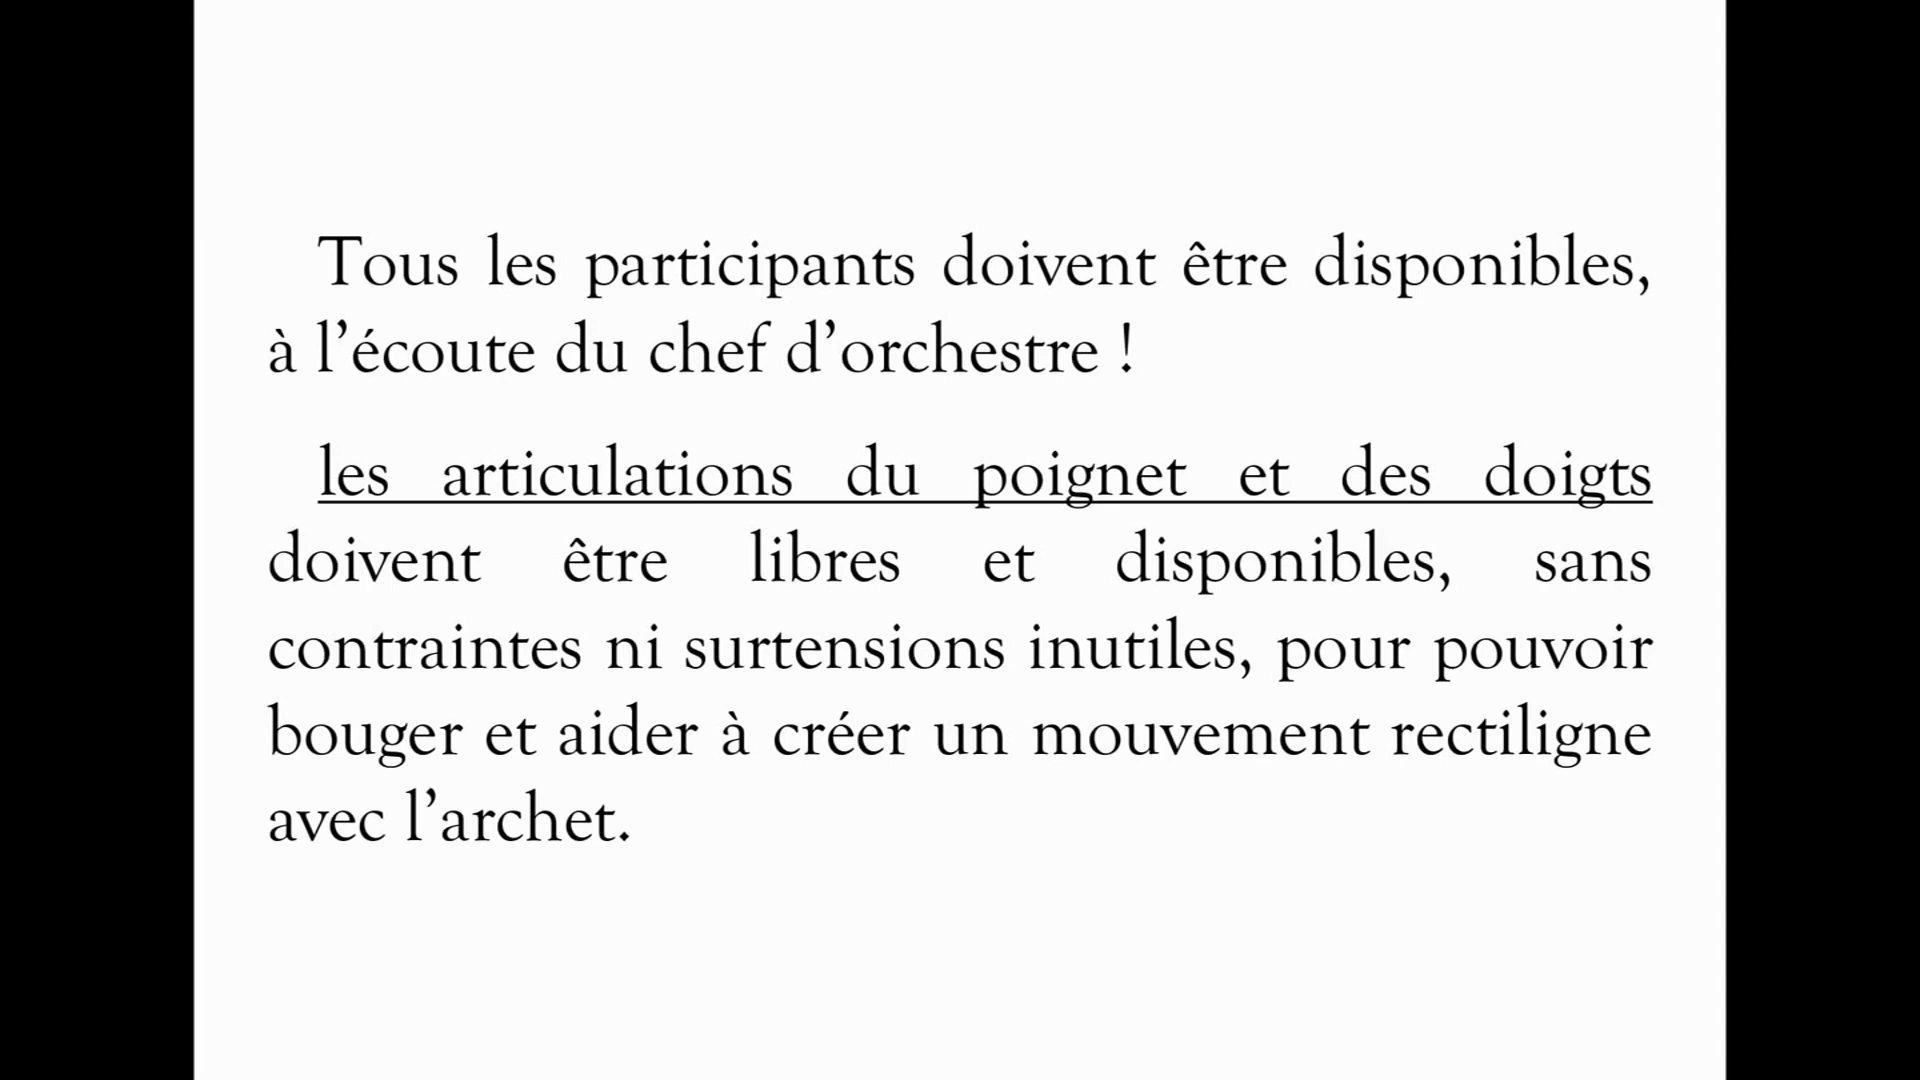 Tous les participants doivent être disponibles,
à l’écoute du chef d’orchestre !
les articulations du poignet et des doigts
doivent être libres et disponibles, sans
contraintes ni surtensions inutiles, pour pouvoir
bouger et aider à créer un mouvement rectiligne
avec l’archet.